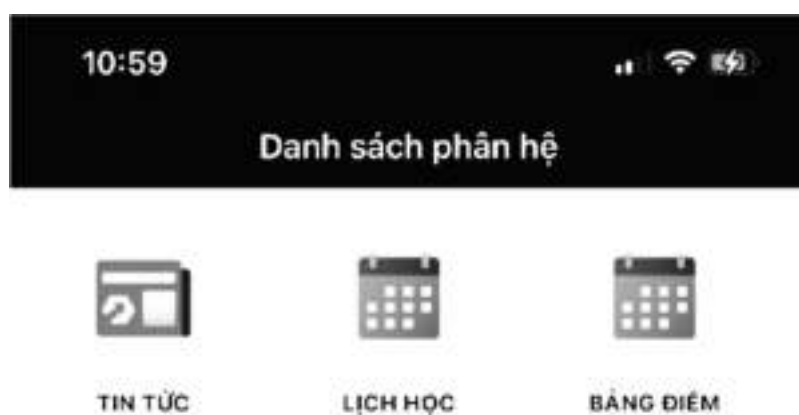 10:59
Danh sách phân hệ
TIN TỨC LỊCH HỌC BẢNG ĐIỂM